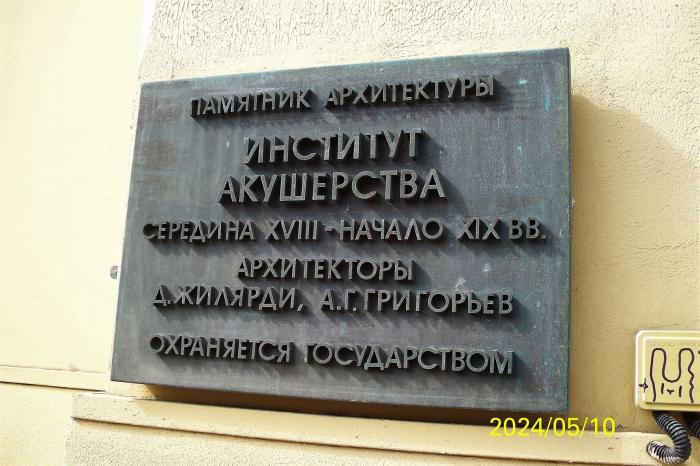 ПАМЯТНИК АРХИТЕКТУРЫ
ИНСТИТУТ
АКУШЕРСТВА
СЕРЕДИНА XVIII - НАЧАЛО XIX ВВ.
АРХИТЕКТОРЫ
Д.ЖИЛЯРДИ, А.Г.ГРИГОРЬЕВ
ОХРАНЯЕТСЯ ГОСУДАРСТВОМ
2024/05/10